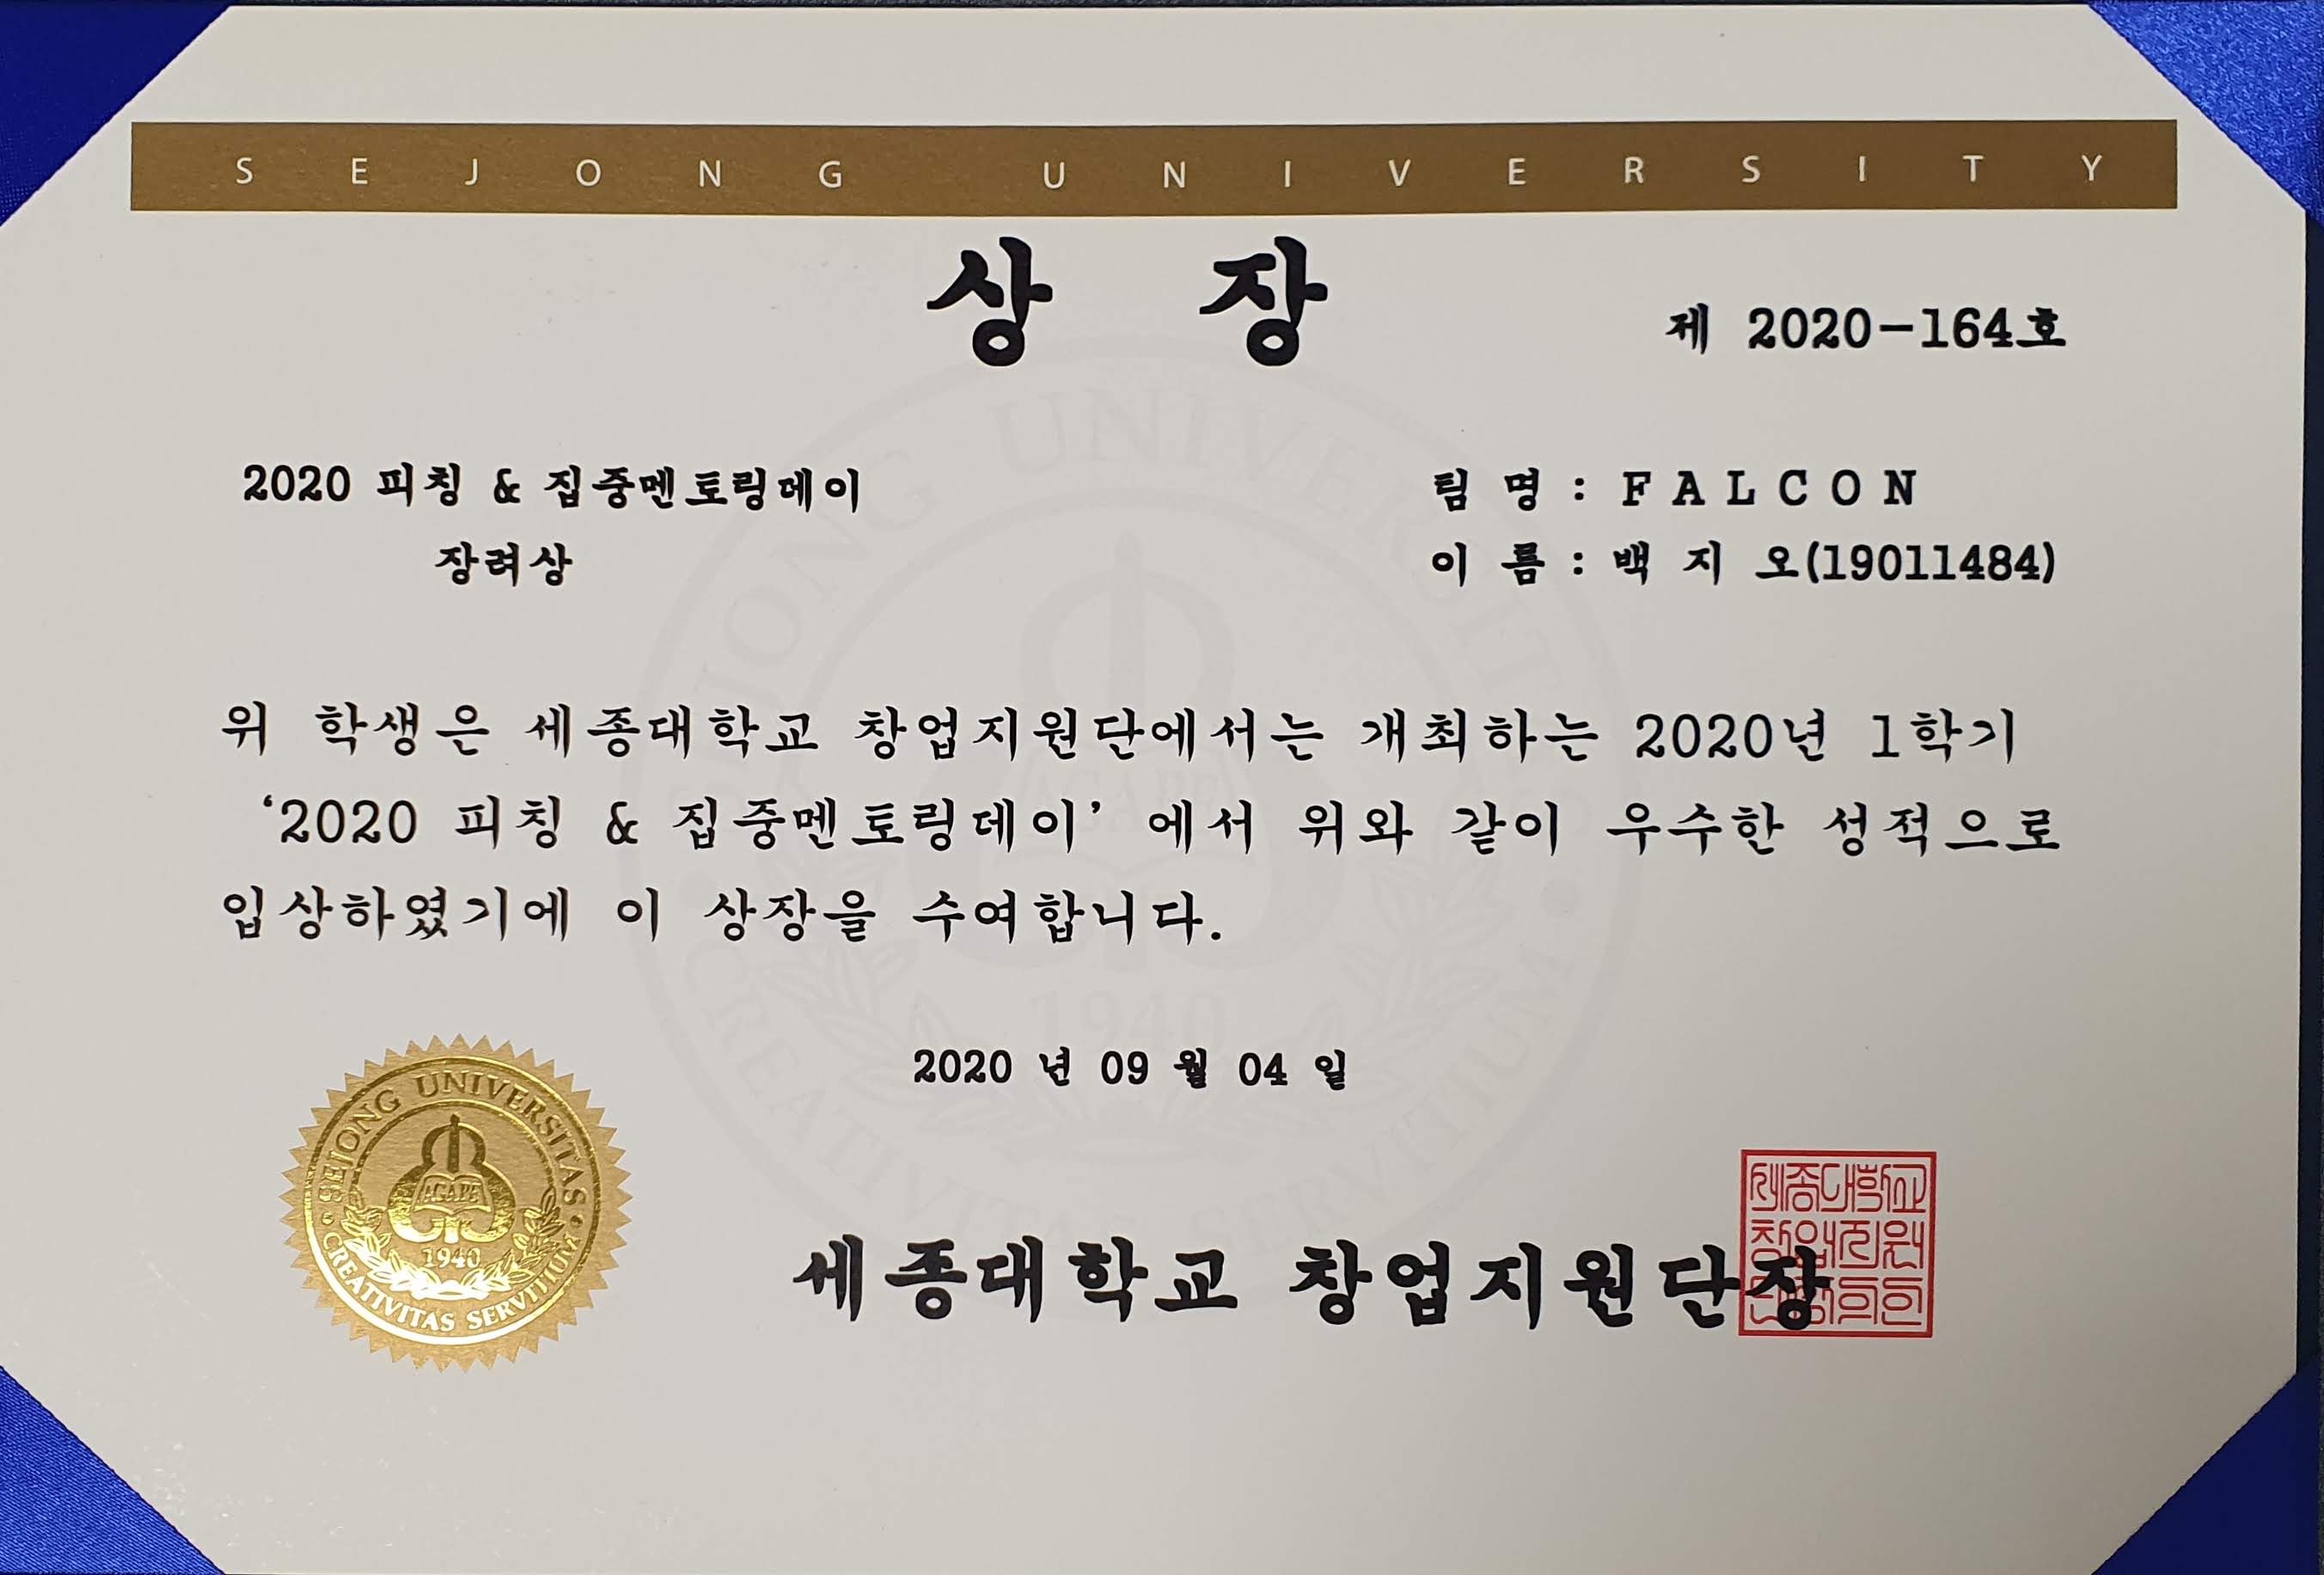 SEJONG UNIVERSITY
상 장
제 2020-164호
2020 피칭 & 집중멘토링데이
장려상
팀 명 : FALCON
이 름 : 백 지 오(19011484)
위 학생은 세종대학교 창업지원단에서는 개최하는 2020년 1학기
‘2020 피칭 & 집중멘토링데이’ 에서 위와 같이 우수한 성적으로
입상하였기에 이 상장을 수여합니다.
2020 년 09 월 04 일
SEJONG UNIVERSITAS
AGAPE
1940
CREATIVITAS SERVITIUM
세종대학교 창업지원단장
세종대학교
창업지원